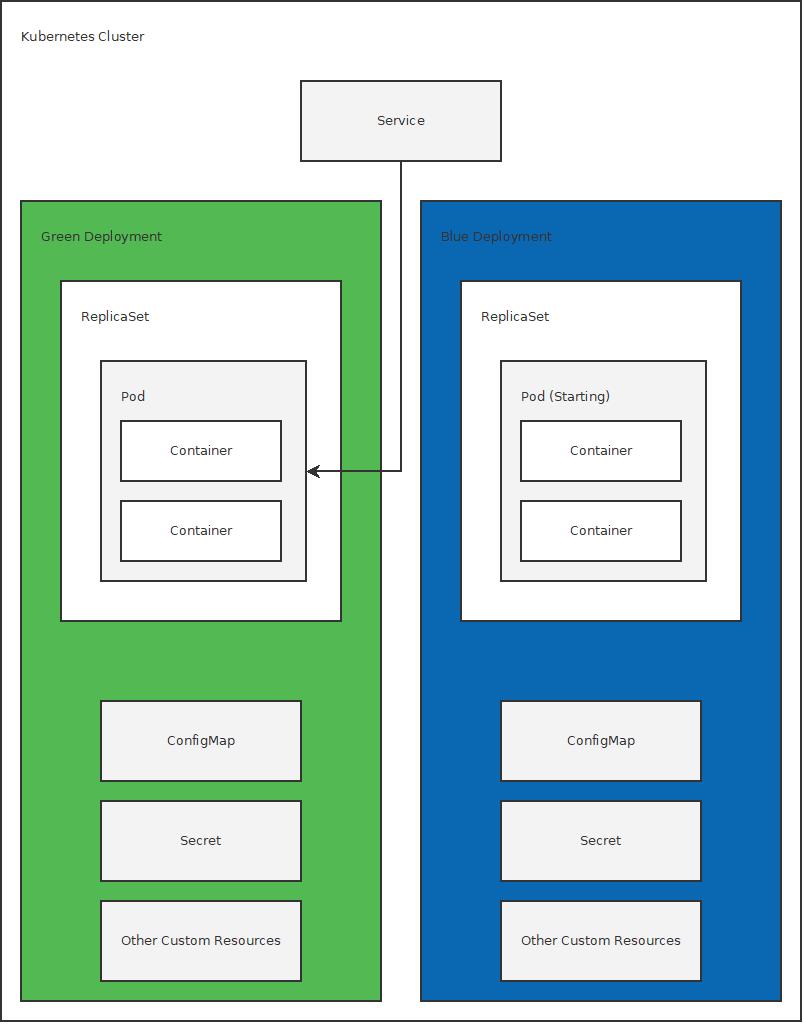 Kubernetes Cluster
Service
Green Deployment
ReplicaSet
Pod
Container
Container
ConfigMap
Secret
Other Custom Resources
Blue Deployment
ReplicaSet
Pod (Starting)
Container
Container
ConfigMap
Secret
Other Custom Resources